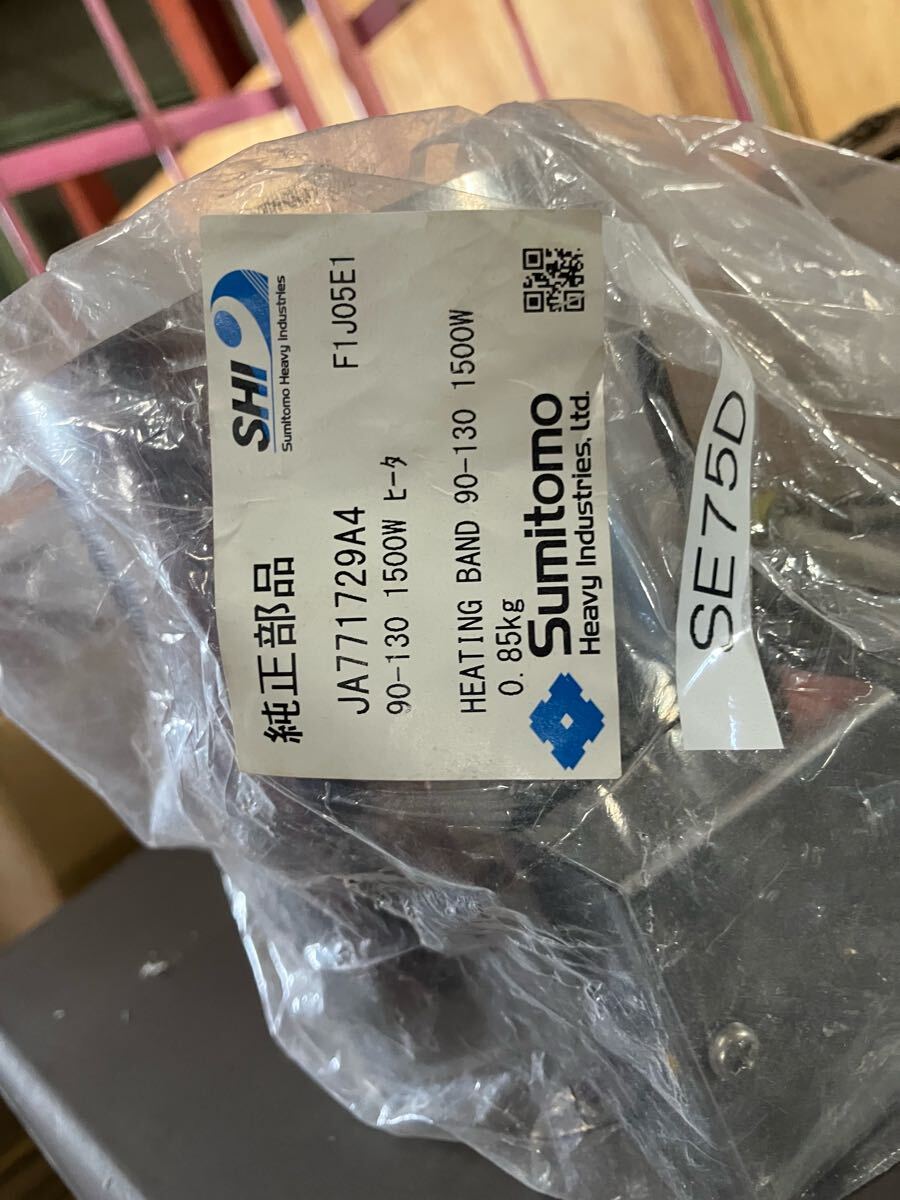 純正部品
SHI
Sumitomo Heavy Industries
JA771729A4
F1J05E1
90-130 1500W ヒータ
HEATING BAND 90-130 1500W
0.85kg
Sumitomo
Heavy Industries, Ltd.
SE75D